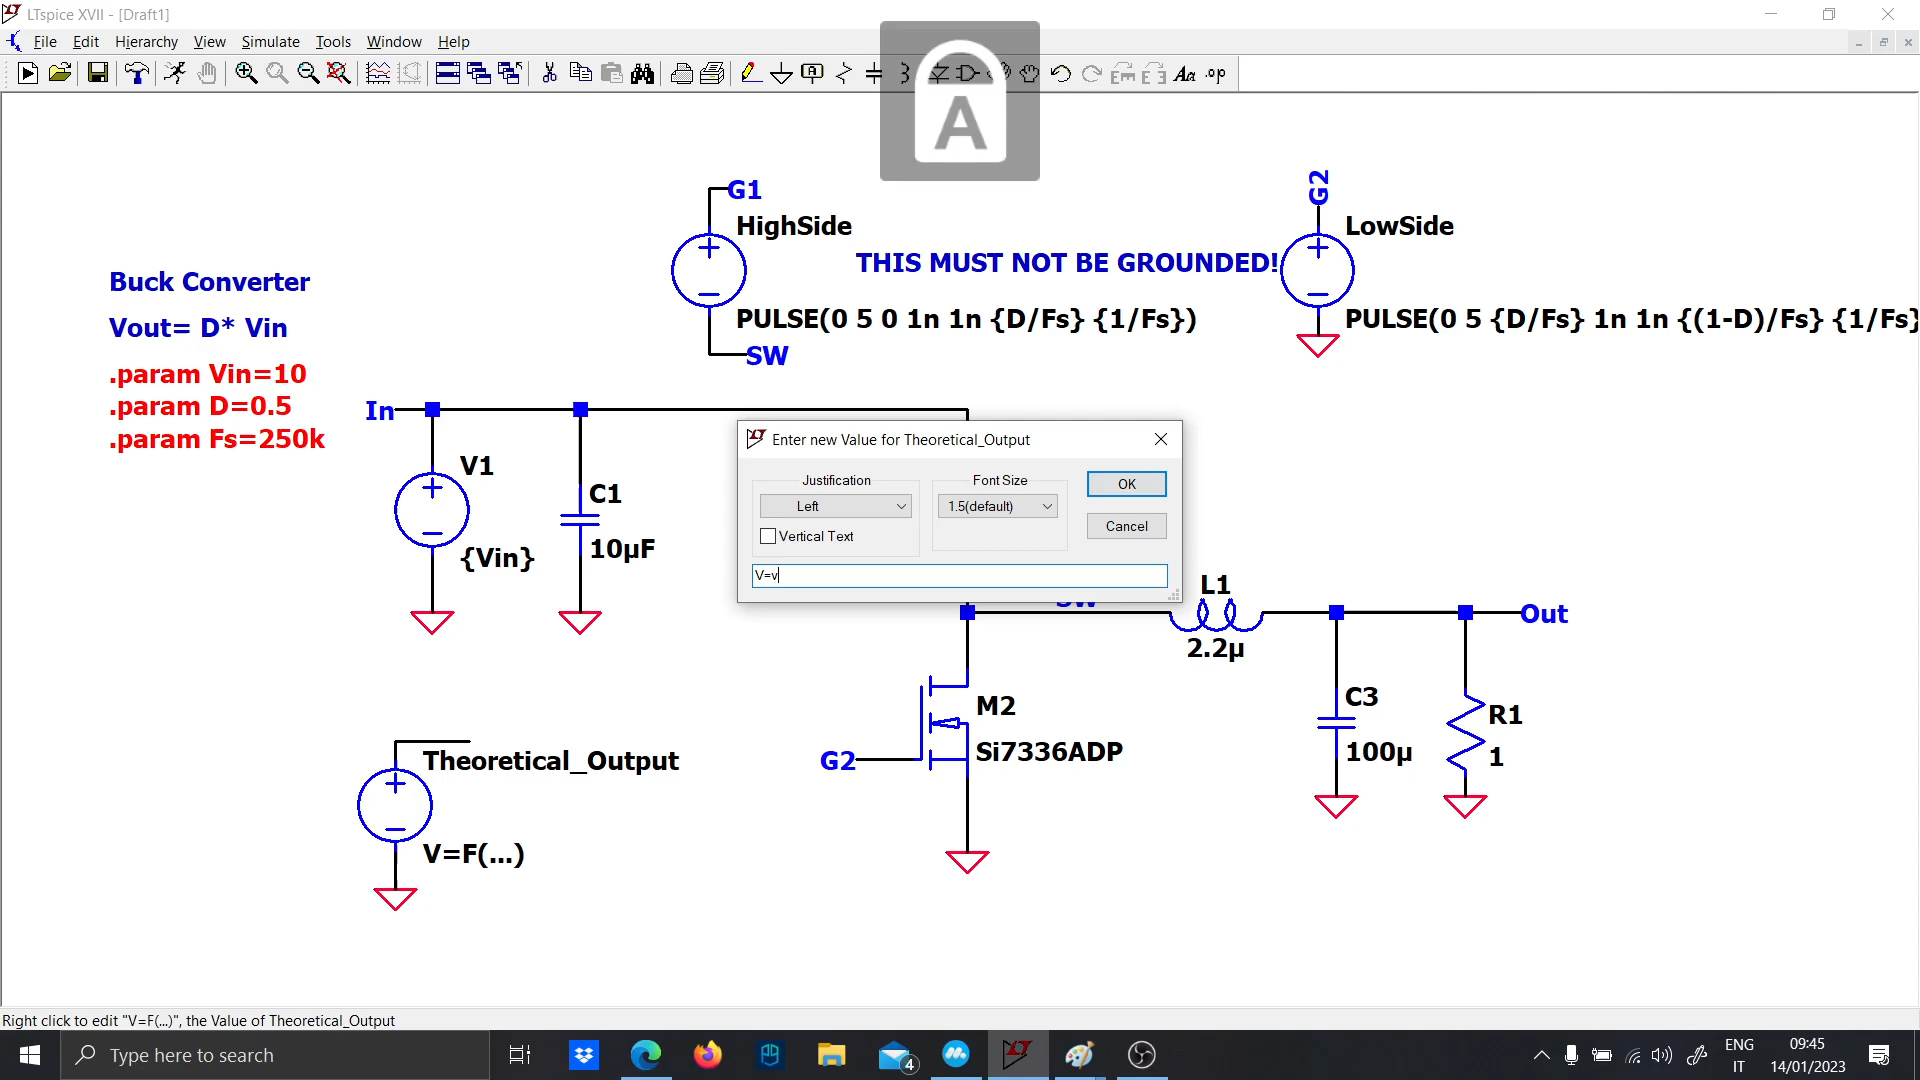 LTspice XVII - [Draft1]
File Edit Hierarchy View Simulate Tools Window Help
Aa .op
A
G1
HighSide
THIS MUST NOT BE GROUNDED!
PULSE(0 5 0 1n 1n {D/Fs} {1/Fs})
SW
G2
LowSide
PULSE(0 5 {D/Fs} 1n 1n {(1-D)/Fs} {1/Fs}
Buck Converter
Vout= D* Vin
.param Vin=10
.param D=0.5
.param Fs=250k
In
V1
{Vin}
C1
10µF
Enter new Value for Theoretical_Output
Justification
Left
Vertical Text
Font Size
1.5(default)
OK
Cancel
V=v
SW
L1
2.2µ
Out
C3
100µ
R1
1
M2
Si7336ADP
G2
Theoretical_Output
V=F(...)
Right click to edit "V=F(...)", the Value of Theoretical_Output
Type here to search
4
ENG
IT
09:45
14/01/2023